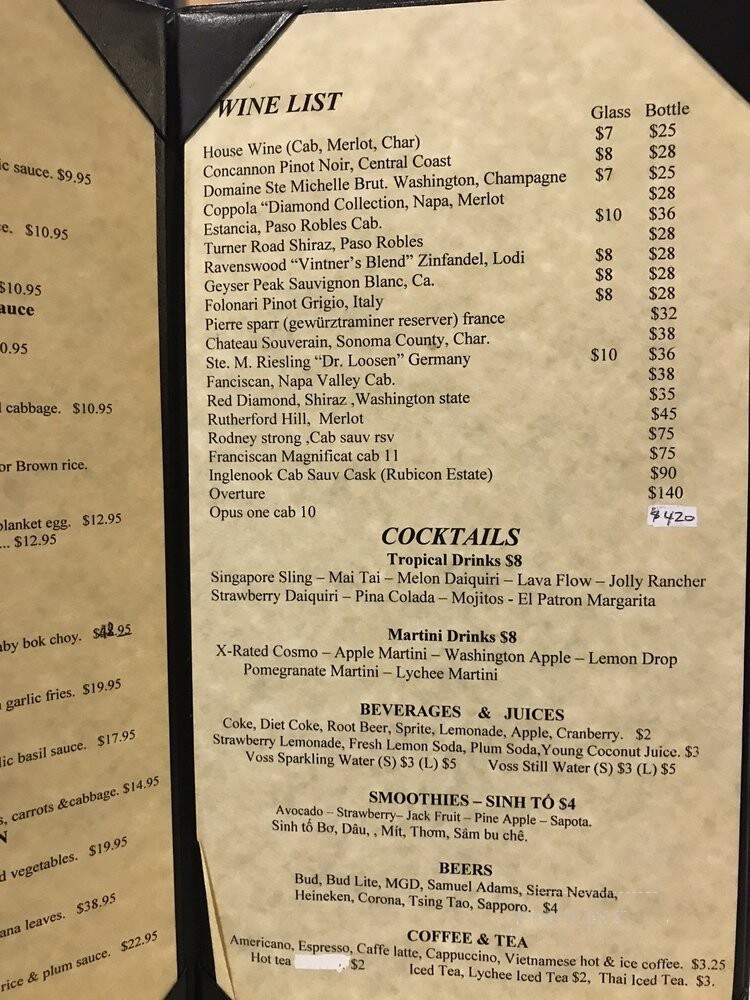 ic sauce. $9.95
e. $10.95
$10.95
auce
0.95
cabbage. $10.95
or Brown rice.
planket egg. $12.95
... $12.95
aby bok choy.
garlic fries. $19.95
lic basil sauce. $17.95
s, carrots &cabbage. $14.95
N
d vegetables. $19.95
ana leaves. $38.95
rice & plum sauce. $22.95
WINE LIST
Glass Bottle
House Wine (Cab, Merlot, Char) $7 $25
Concannon Pinot Noir, Central Coast $8 $28
Domaine Ste Michelle Brut. Washington, Champagne $7 $25
Coppola “Diamond Collection, Napa, Merlot $28
Estancia, Paso Robles Cab. $10 $36
Turner Road Shiraz, Paso Robles $28
Ravenswood “Vintner’s Blend” Zinfandel, Lodi $8 $28
Geyser Peak Sauvignon Blanc, Ca. $8 $28
Folonari Pinot Grigio, Italy $8 $28
Pierre sparr (gewürztraminer reserver) france $32
Chateau Souverain, Sonoma County, Char. $38
Ste. M. Riesling “Dr. Loosen” Germany $10 $36
Fanciscan, Napa Valley Cab. $38
Red Diamond, Shiraz ,Washington state $35
Rutherford Hill, Merlot $45
Rodney strong ,Cab sauv rsv $75
Franciscan Magnificat cab 11 $75
Inglenook Cab Sauv Cask (Rubicon Estate) $90
Overture $140
Opus one cab 10 $420
COCKTAILS
Tropical Drinks $8
Singapore Sling – Mai Tai – Melon Daiquiri – Lava Flow – Jolly Rancher
Strawberry Daiquiri – Pina Colada – Mojitos - El Patron Margarita
Martini Drinks $8
X-Rated Cosmo – Apple Martini – Washington Apple – Lemon Drop
Pomegranate Martini – Lychee Martini
BEVERAGES & JUICES
Coke, Diet Coke, Root Beer, Sprite, Lemonade, Apple, Cranberry. $2
Strawberry Lemonade, Fresh Lemon Soda, Plum Soda,Young Coconut Juice. $3
Voss Sparkling Water (S) $3 (L) $5 Voss Still Water (S) $3 (L) $5
SMOOTHIES – SINH TỐ $4
Avocado – Strawberry– Jack Fruit – Pine Apple – Sapota.
Sinh tố Bơ, Dâu, , Mít, Thơm, Sâm bu chê.
BEERS
Bud, Bud Lite, MGD, Samuel Adams, Sierra Nevada,
Heineken, Corona, Tsing Tao, Sapporo. $4
COFFEE & TEA
Americano, Espresso, Caffe latte, Cappuccino, Vietnamese hot & ice coffee. $3.25
Hot tea $2 Iced Tea, Lychee Iced Tea $2, Thai Iced Tea. $3.